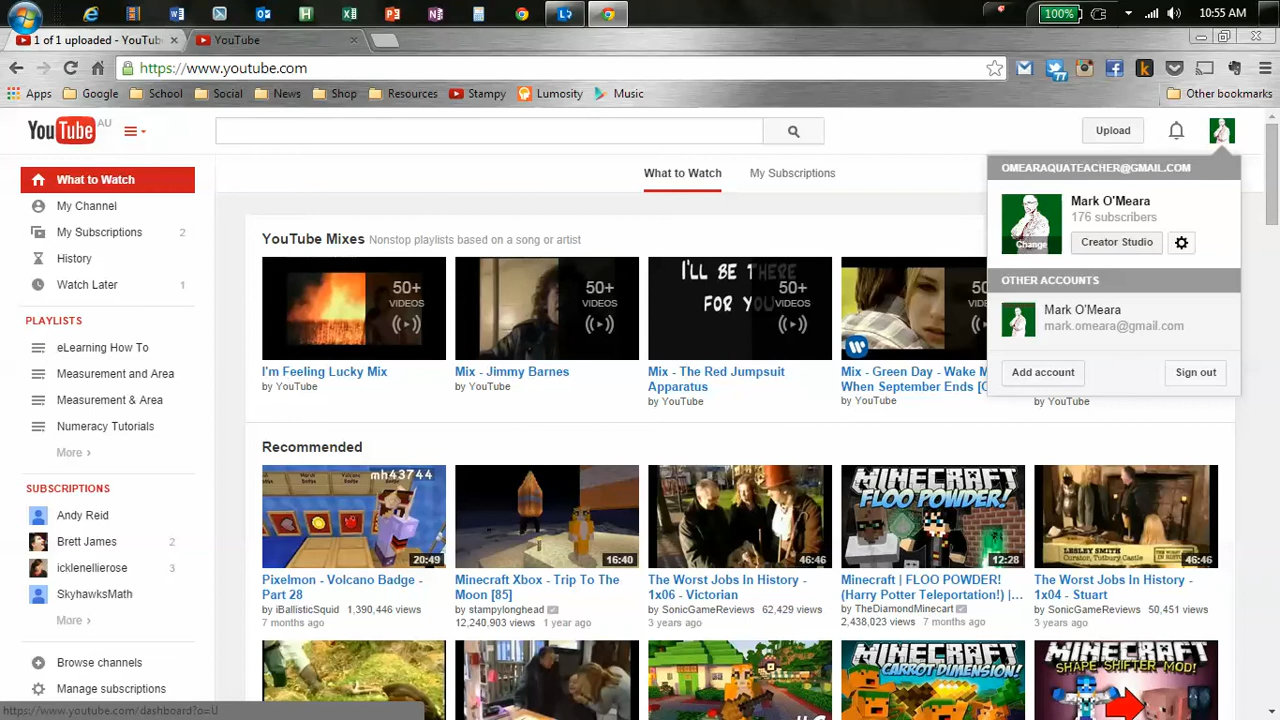 100%
10:55 AM
1 of 1 uploaded - YouTub
YouTube
https://www.youtube.com
77
Apps
Google
School
Social
News
Shop
Resources
Stampy
Lumosity
Music
Other bookmarks
YouTube AU
Upload
What to Watch
My Subscriptions
What to Watch
My Channel
My Subscriptions 2
History
Watch Later 1
PLAYLISTS
eLearning How To
Measurement and Area
Measurement & Area
Numeracy Tutorials
More ›
SUBSCRIPTIONS
Andy Reid
Brett James 2
icklenellierose 3
SkyhawksMath
More ›
Browse channels
Manage subscriptions
https://www.youtube.com/dashboard?o=U
OMEARAQUATEACHER@GMAIL.COM
Mark O'Meara
176 subscribers
Change
Creator Studio
OTHER ACCOUNTS
Mark O'Meara
mark.omeara@gmail.com
Add account
Sign out
YouTube Mixes Nonstop playlists based on a song or artist
50+
VIDEOS
I'm Feeling Lucky Mix
by YouTube
50+
VIDEOS
Mix - Jimmy Barnes
by YouTube
I'LL BE THERE
FOR YOU
50+
VIDEOS
Mix - The Red Jumpsuit
Apparatus
by YouTube
Mix - Green Day - Wake M
When September Ends [
by YouTube
by YouTube
Recommended
mh43744
20:49
Pixelmon - Volcano Badge -
Part 28
by iBallisticSquid 1,390,446 views
7 months ago
16:40
Minecraft Xbox - Trip To The
Moon [85]
by stampylonghead
12,240,903 views 1 year ago
46:46
The Worst Jobs In History -
1x06 - Victorian
by SonicGameReviews 62,429 views
3 years ago
MINECRAFT
FLOO POWDER!
12:28
Minecraft | FLOO POWDER!
(Harry Potter Teleportation!) |...
by TheDiamondMinecart
2,438,023 views 7 months ago
LESLEY SMITH
Curator, Tutbury Castle
46:46
The Worst Jobs In History -
1x04 - Stuart
by SonicGameReviews 50,451 views
3 years ago
MINECRAFT
CARROT DIMENSION!
MINECRAFT
SHAPE SHIFTER MOD!